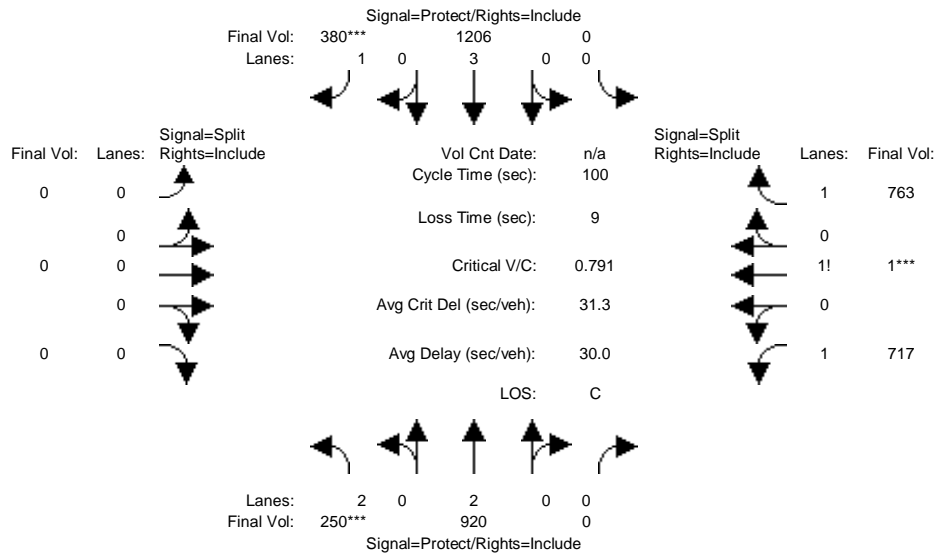 Signal=Protect/Rights=Include
Final Vol: 380*** 1206 0
Lanes: 1 0 3 0 0
Signal=Split
Final Vol: Lanes: Rights=Include
Vol Cnt Date: n/a
Signal=Split
Rights=Include Lanes: Final Vol:
Cycle Time (sec): 100
0 0
1 763
Loss Time (sec): 9
0
0
0 0
Critical V/C: 0.791
1! 1***
0
Avg Crit Del (sec/veh): 31.3
0
0 0
Avg Delay (sec/veh): 30.0
1 717
LOS: C
Lanes: 2 0 2 0 0
Final Vol: 250*** 920 0
Signal=Protect/Rights=Include